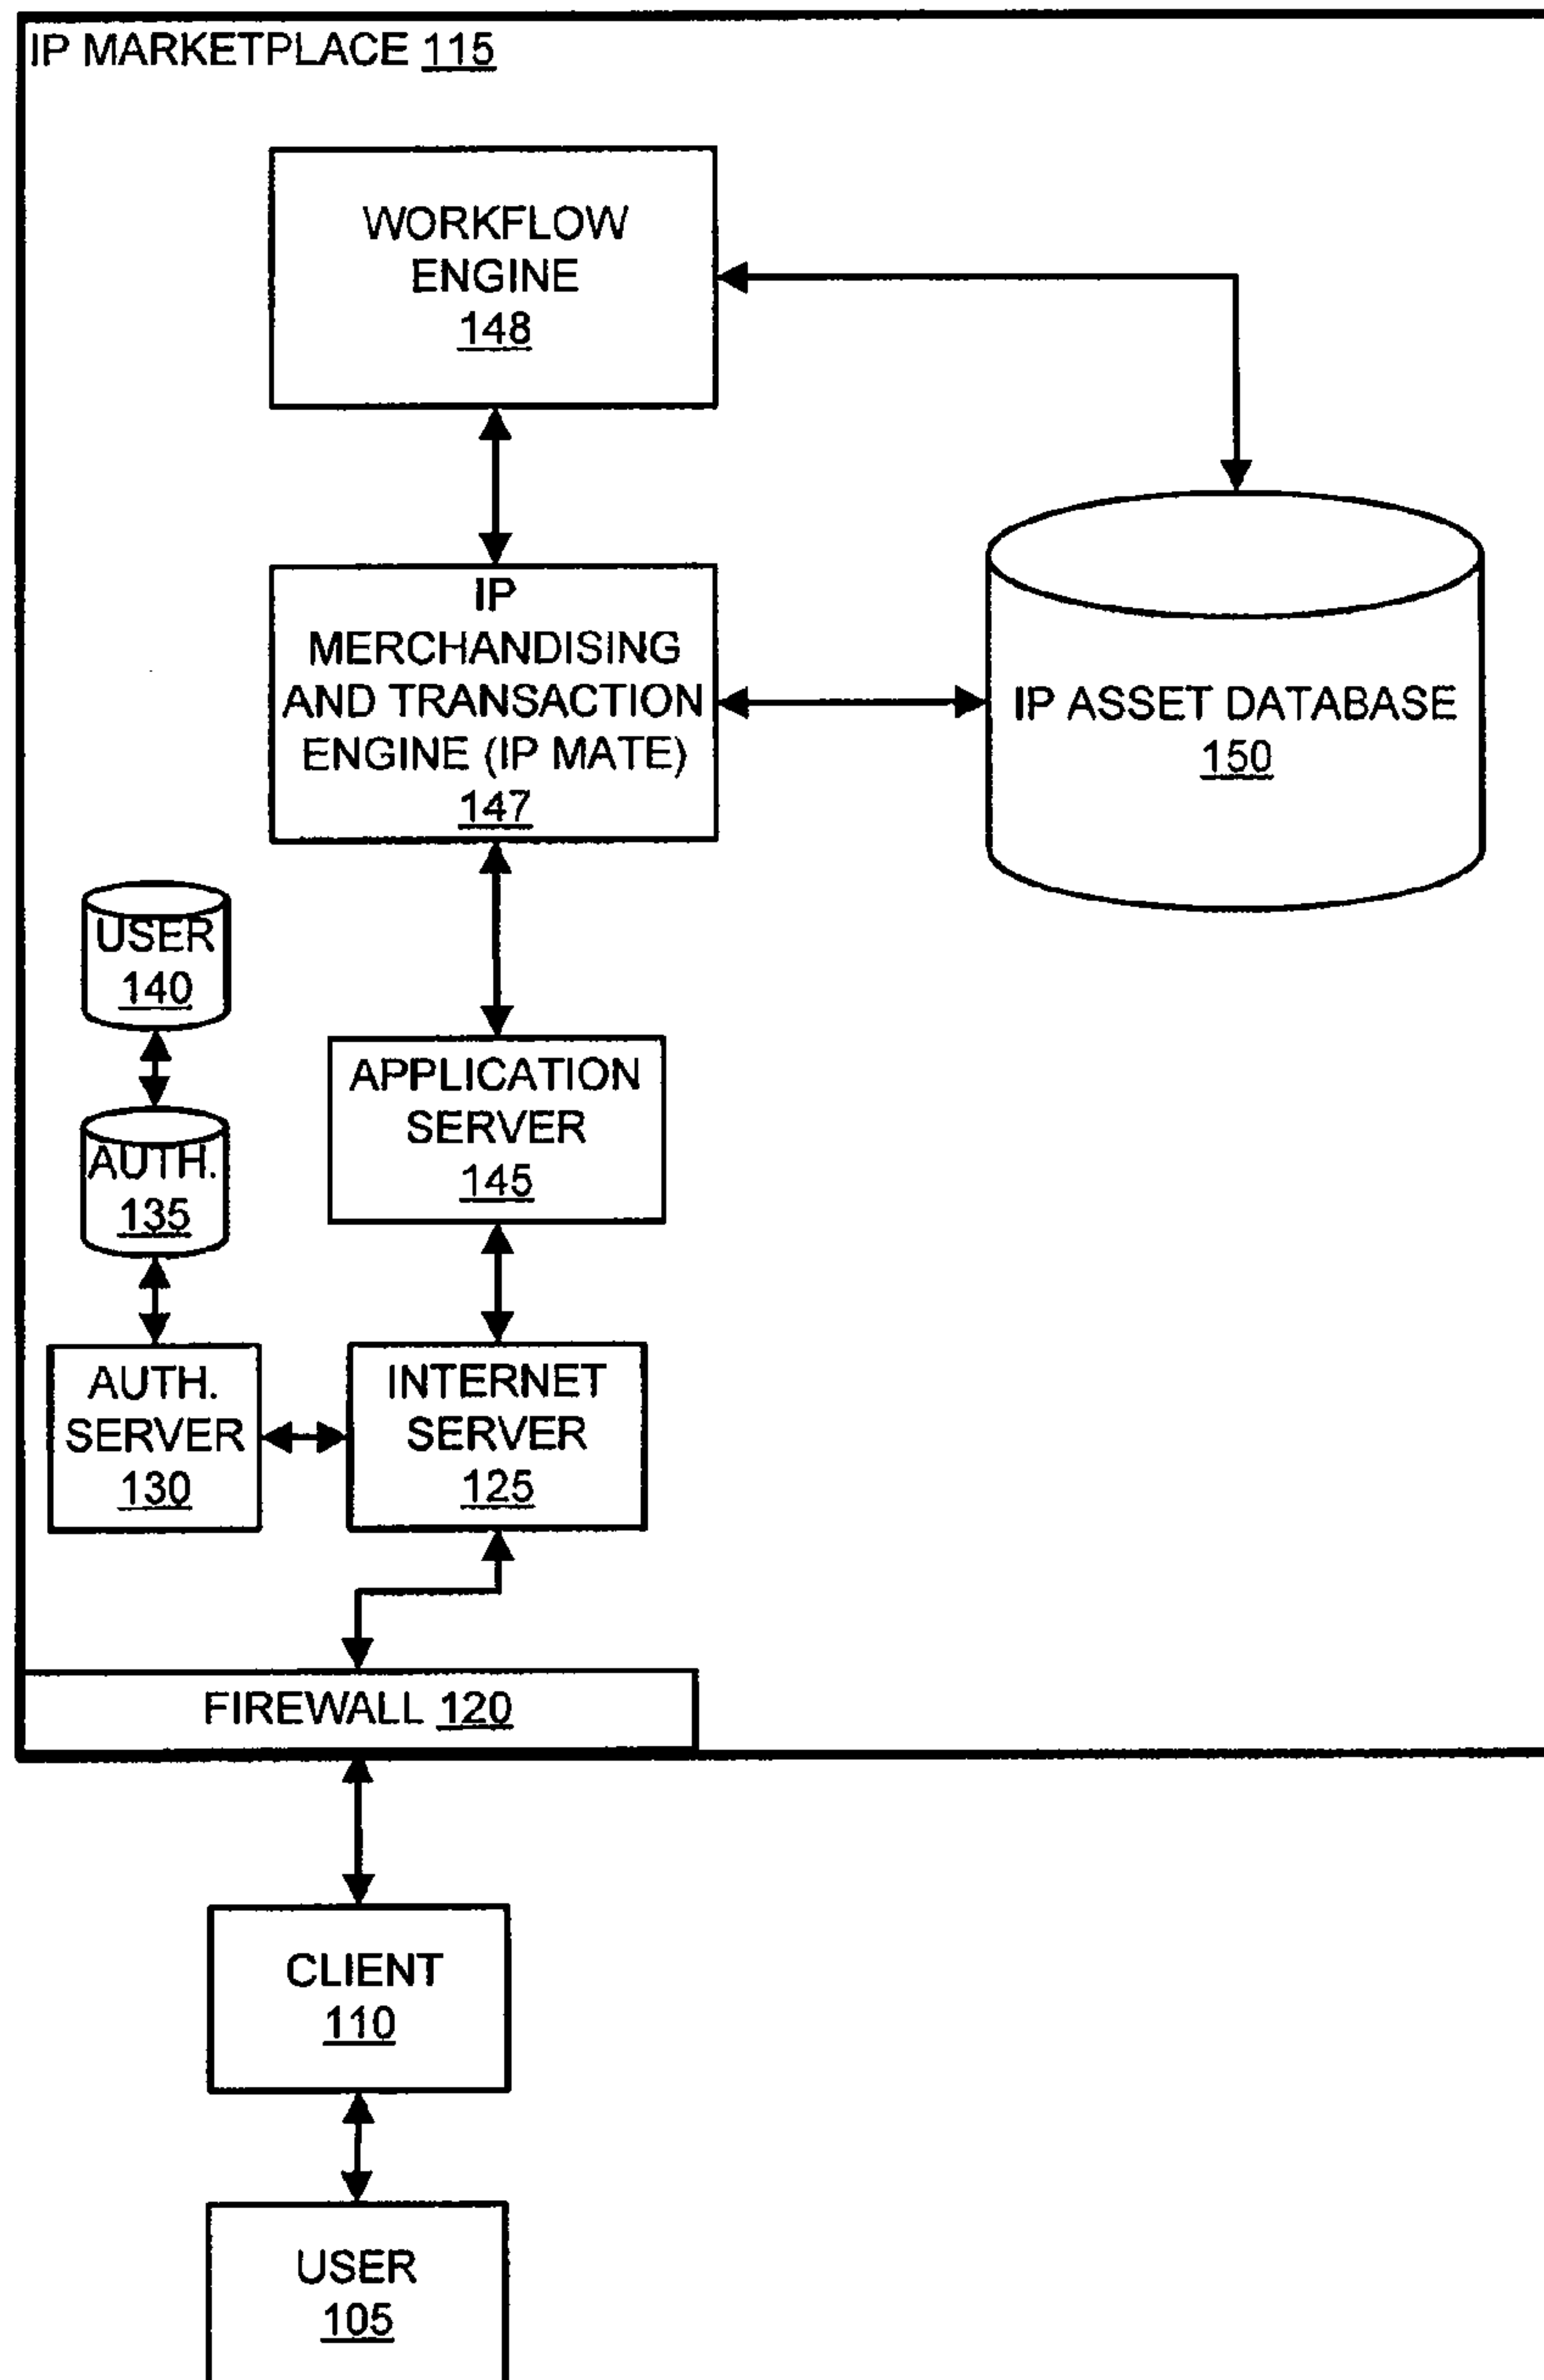 IP MARKETPLACE 115
WORKFLOW
ENGINE
148
IP
MERCHANDISING
AND TRANSACTION
ENGINE (IP MATE)
147
IP ASSET DATABASE
150
USER
140
AUTH.
135
APPLICATION
SERVER
145
AUTH.
SERVER
130
INTERNET
SERVER
125
FIREWALL 120
CLIENT
110
USER
105